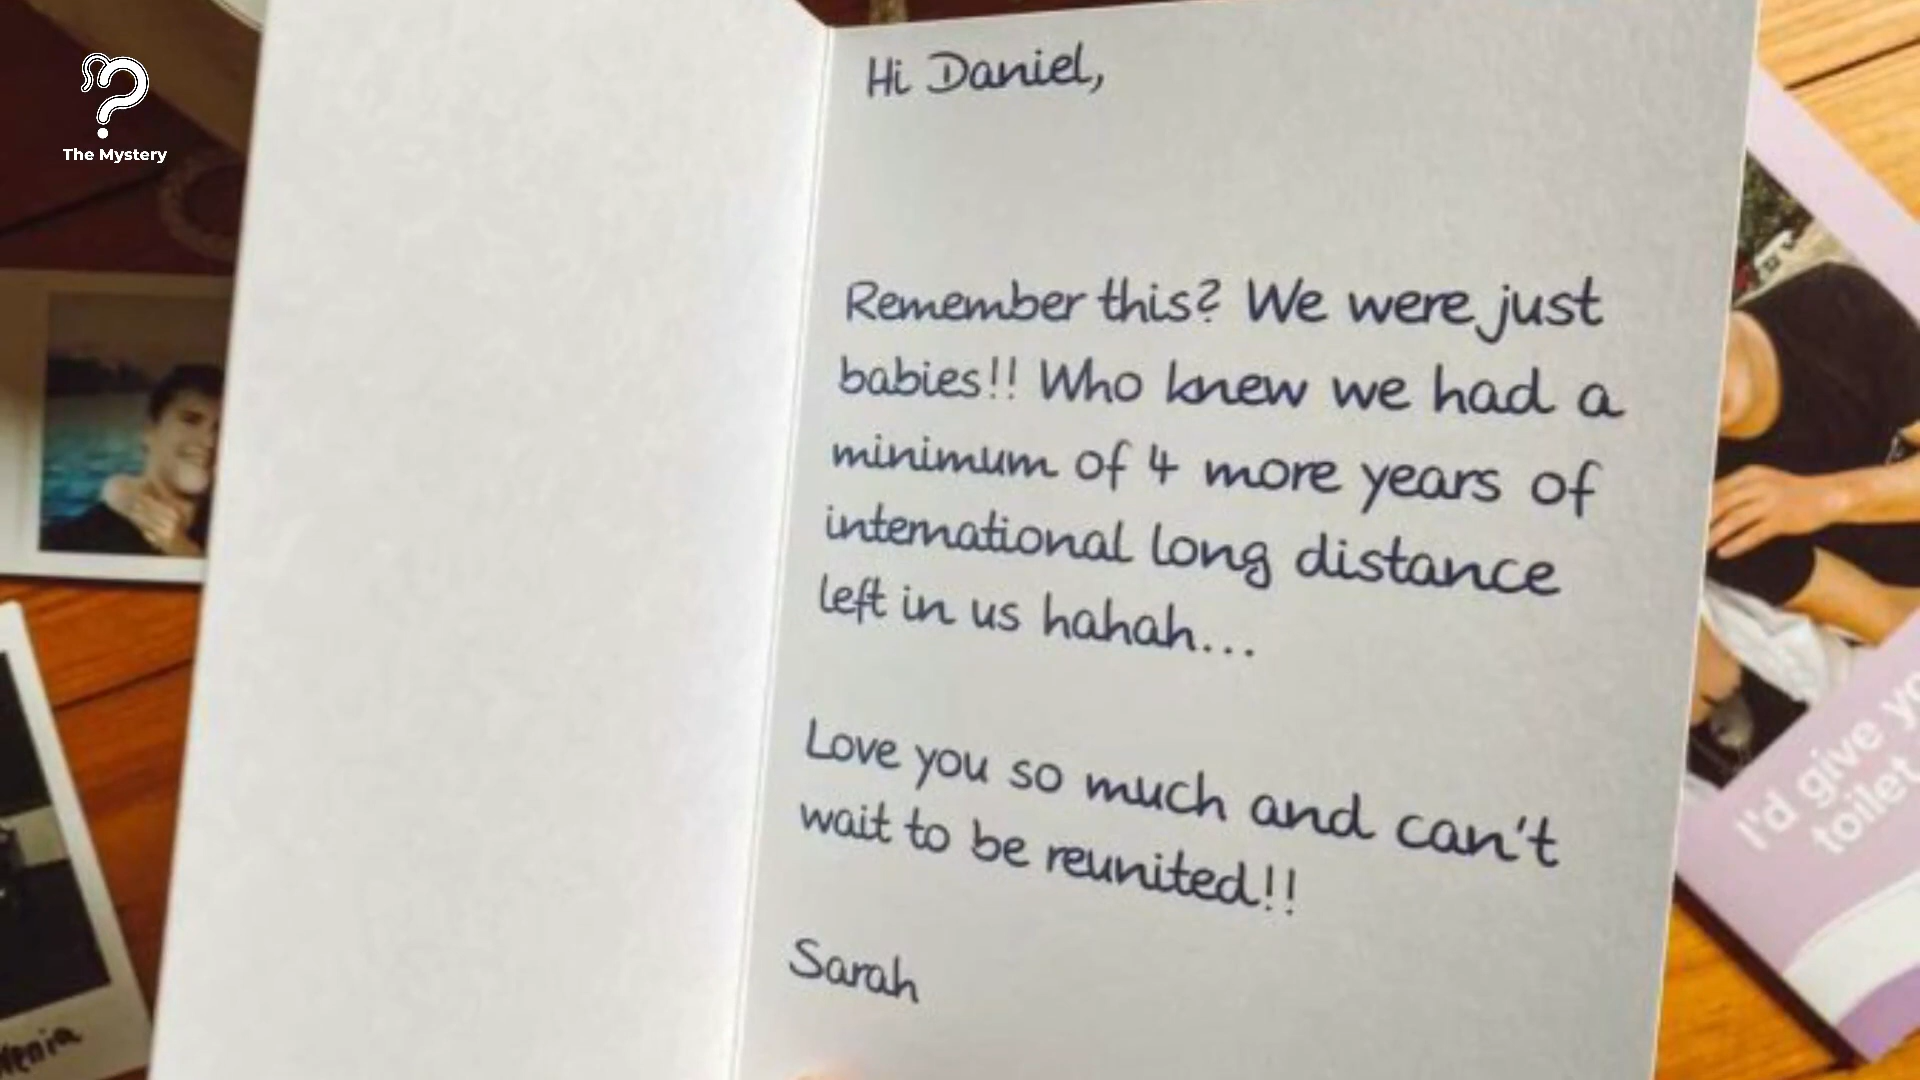 The Mystery
Hi Daniel,
Remember this? We were just
babies!! Who knew we had a
minimum of 4 more years of
international long distance
left in us hahah...
Love you so much and can't
wait to be reunited!!
Sarah
I'd give yo
toilet